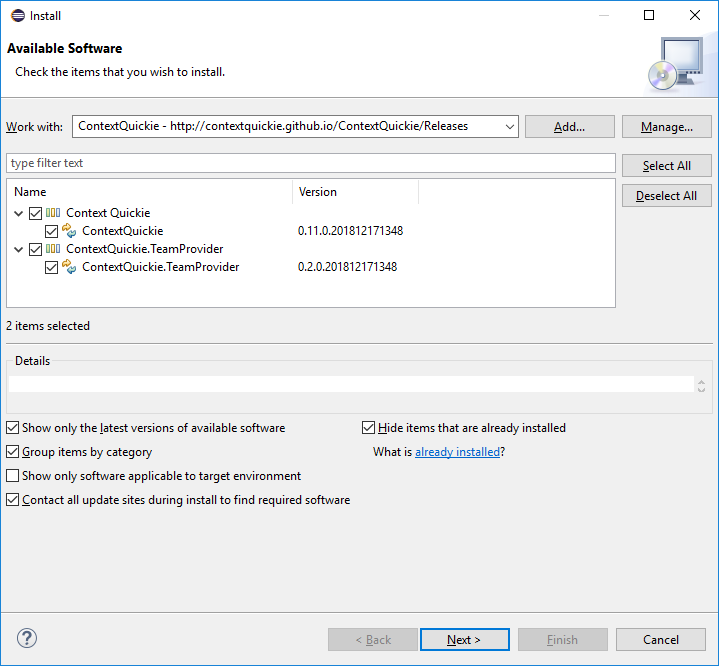 Install
Available Software
Check the items that you wish to install.
Work with: ContextQuickie - http://contextquickie.github.io/ContextQuickie/Releases Add... Manage...
type filter text Select All
Deselect All
Name Version
Context Quickie
ContextQuickie 0.11.0.201812171348
ContextQuickie.TeamProvider
ContextQuickie.TeamProvider 0.2.0.201812171348
2 items selected
Details
Show only the latest versions of available software Hide items that are already installed
Group items by category What is already installed?
Show only software applicable to target environment
Contact all update sites during install to find required software
? < Back Next > Finish Cancel